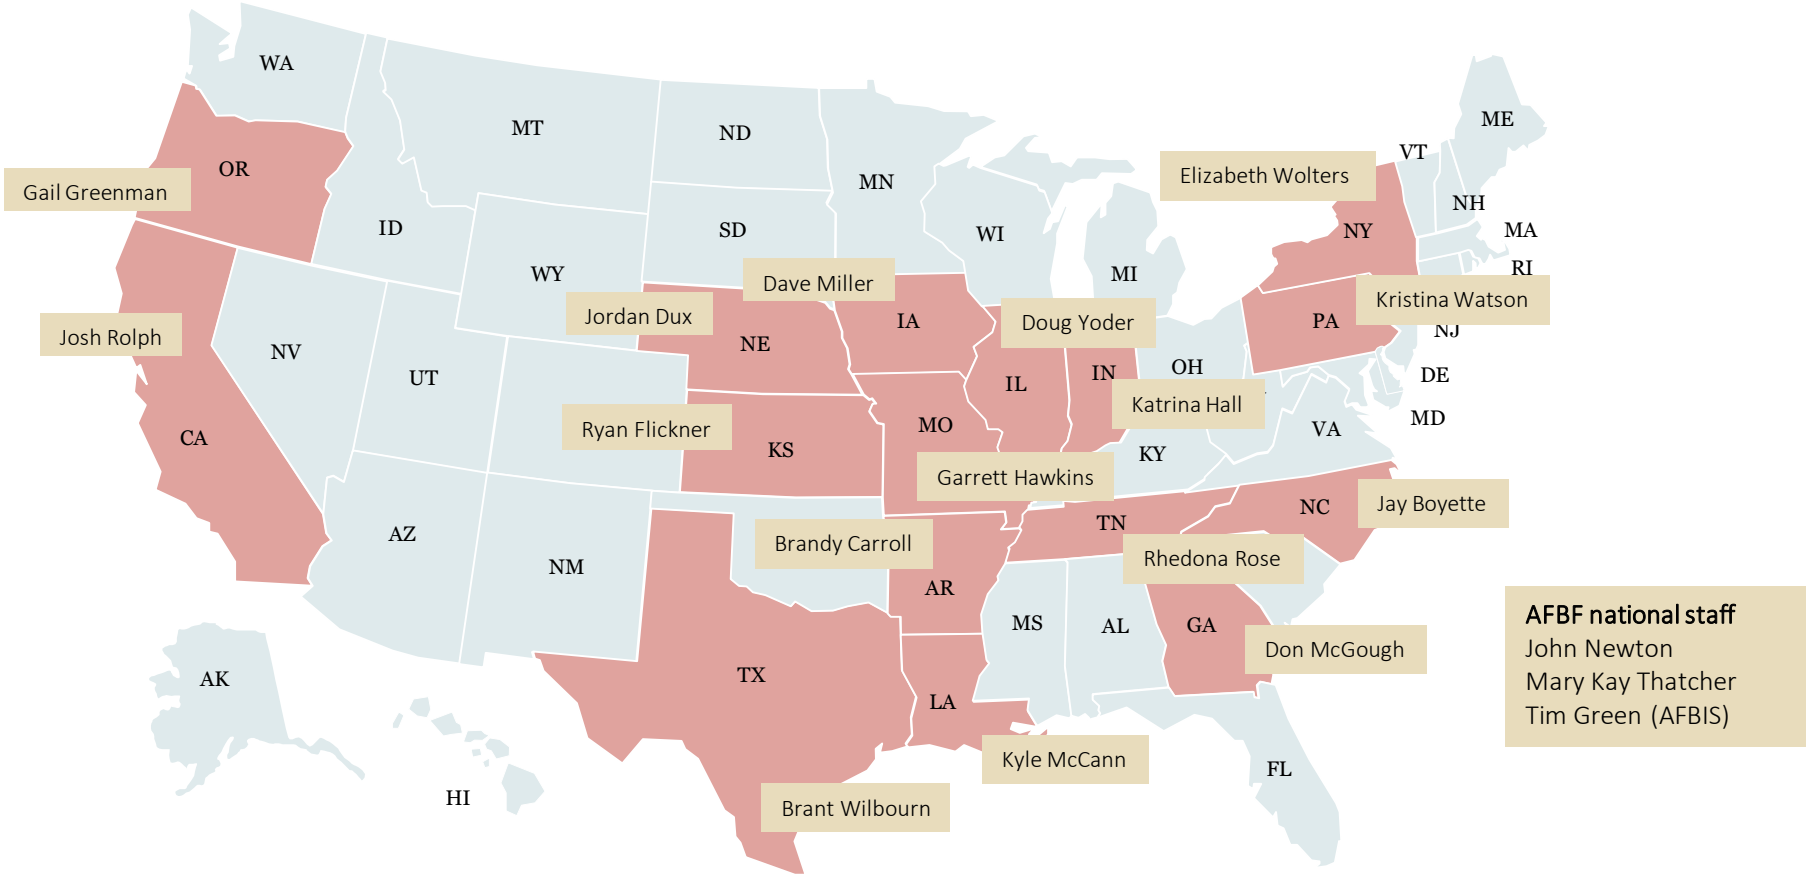 WA
ME
MT
ND
VT
OR
MN
Elizabeth Wolters
Gail Greenman
NH
ID
SD
WI
NY
MA
WY
MI
RI
Dave Miller
Kristina Watson
Jordan Dux
Doug Yoder
Josh Rolph
NE
IA
PA
NJ
NV
UT
IL
IN
OH
DE
Katrina Hall
MD
CA
Ryan Flickner
KS
MO
KY
VA
Garrett Hawkins
NC
Jay Boyette
AZ
NM
Brandy Carroll
TN
Rhedona Rose
AR
MS
AL
GA
AFBF national staff
John Newton
Mary Kay Thatcher
Tim Green (AFBIS)
Don McGough
AK
TX
LA
Kyle McCann
FL
HI
Brant Wilbourn